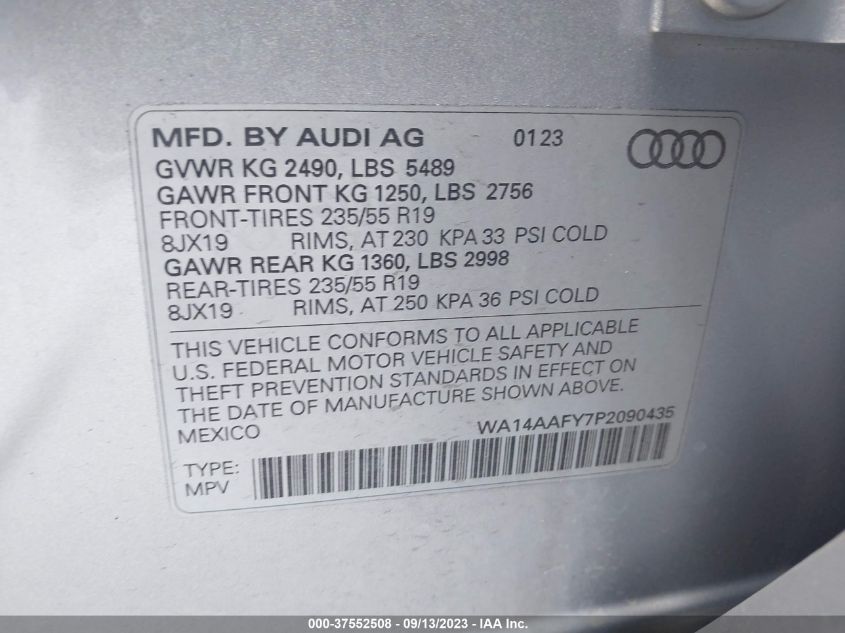 MFD. BY AUDI AG 0123
GVWR KG 2490, LBS 5489
GAWR FRONT KG 1250, LBS 2756
FRONT-TIRES 235/55 R19
8JX19 RIMS, AT 230 KPA 33 PSI COLD
GAWR REAR KG 1360, LBS 2998
REAR-TIRES 235/55 R19
8JX19 RIMS, AT 250 KPA 36 PSI COLD
THIS VEHICLE CONFORMS TO ALL APPLICABLE
U.S. FEDERAL MOTOR VEHICLE SAFETY AND
THEFT PREVENTION STANDARDS IN EFFECT ON
THE DATE OF MANUFACTURE SHOWN ABOVE.
MEXICO WA14AAFY7P2090435
TYPE:
MPV
000-37552508 - 09/13/2023 - IAA Inc.